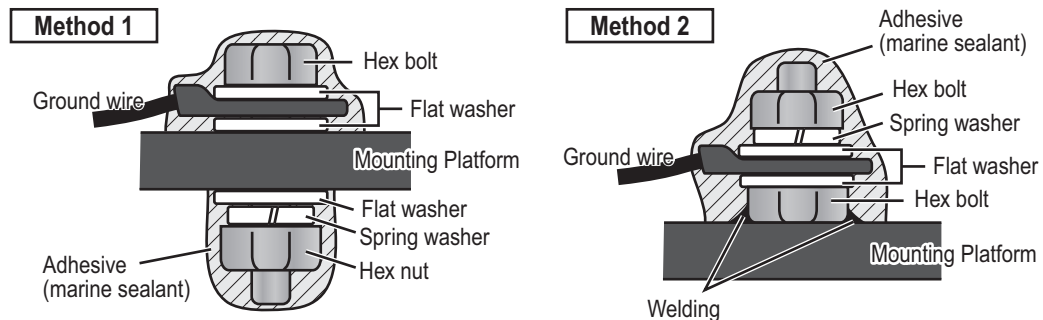 Method 1
Hex bolt
Ground wire
Flat washer
Mounting Platform
Flat washer
Spring washer
Adhesive
(marine sealant)
Hex nut
Method 2
Adhesive
(marine sealant)
Hex bolt
Spring washer
Ground wire
Flat washer
Hex bolt
Mounting Platform
Welding